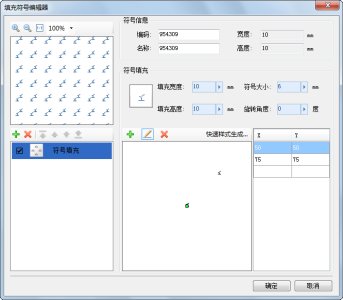 填充符号编辑器
100%
符号信息
编码: 954309 宽度: 10 mm
名称: 954309 高度: 10 mm
符号填充
填充宽度: 10 mm 符号大小: 6 mm
填充高度: 10 mm 旋转角度: 0 度
符号填充
快速样式生成...
X Y
50 50
75 75
确定 取消